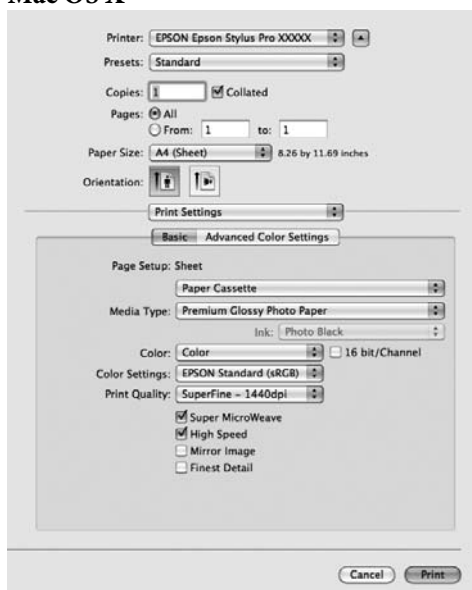 Mac OS X
Printer: EPSON Epson Stylus Pro XXXXX
Presets: Standard
Copies: 1 Collated
Pages: All
From: 1 to: 1
Paper Size: A4 (Sheet) 8.26 by 11.69 inches
Orientation:
Print Settings
Basic Advanced Color Settings
Page Setup: Sheet
Paper Cassette
Media Type: Premium Glossy Photo Paper
Ink: Photo Black
Color: Color 16 bit/Channel
Color Settings: EPSON Standard (sRGB)
Print Quality: SuperFine - 1440dpi
Super MicroWeave
High Speed
Mirror Image
Finest Detail
Cancel Print